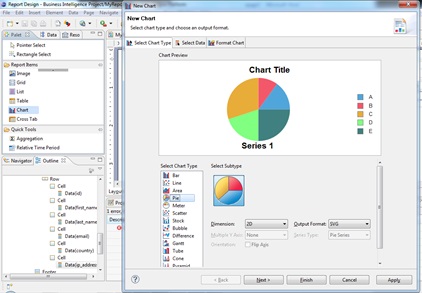 Report Design - Business Intelligence Project/MyRepo
File Edit Insert Element Data Page Navigate
Data
Repo
Palet
Pointer Select
Rectangle Select
Report Items
Image
Grid
List
Table
Chart
Cross Tab
Quick Tools
Aggregation
Relative Time Period
Navigator
Outline
Row
Cell
Data(id)
Cell
Data(first_name)
Cell
Data(last_name)
Cell
Data(email)
Cell
Data(country)
Cell
Data(ip_address)
Footer
Layout
1 error
New Chart
New Chart
Select chart type and choose an output format.
Select Chart Type
Select Data
Format Chart
Chart Preview
Chart Title
A
B
C
D
E
Series 1
Select Chart Type
Bar
Line
Area
Pie
Meter
Scatter
Stock
Bubble
Difference
Gantt
Tube
Cone
Pyramid
Select Subtype
Dimension:
2D
Output Format:
SVG
Multiple Y Axis:
None
Series Type:
Pie Series
Orientation:
Flip Axis
< Back
Next >
Finish
Cancel
Apply